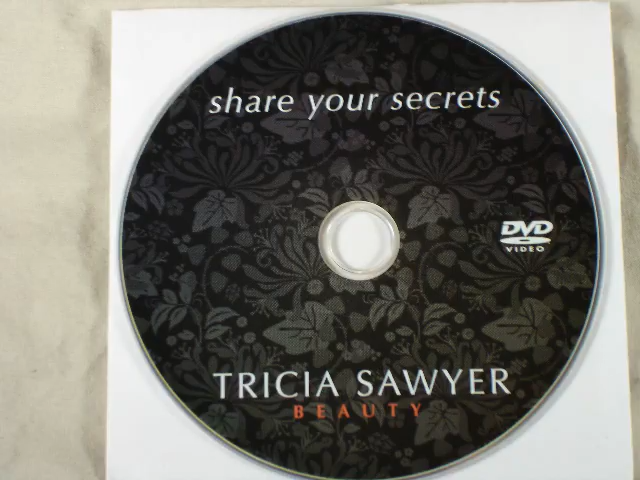 share your secrets
DVD
VIDEO
TRICIA SAWYER
BEAUTY